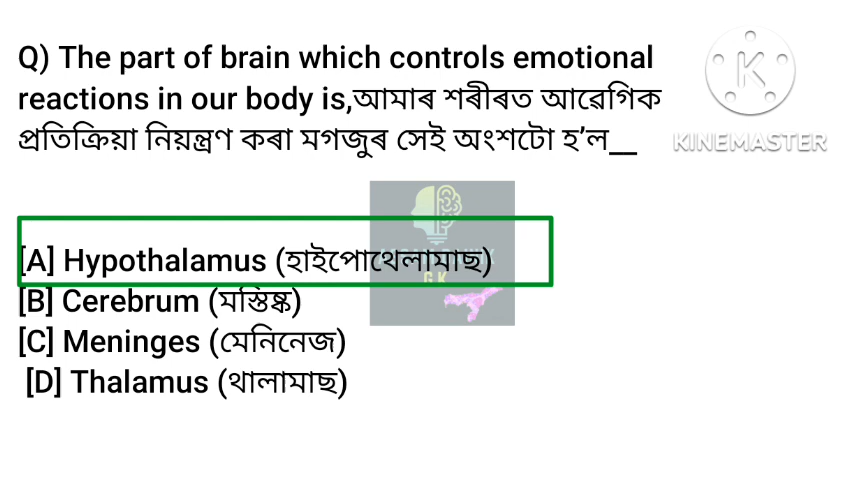 Q) The part of brain which controls emotional
reactions in our body is,আমাৰ শৰীৰত আৱেগিক
প্ৰতিক্ৰিয়া নিয়ন্ত্ৰণ কৰা মগজুৰ সেই অংশটো হ’ল__
KINEMASTER
[A] Hypothalamus (হাইপোথেলামাছ)
G.K
[B] Cerebrum (মস্তিষ্ক)
[C] Meninges (মেনিনেজ)
[D] Thalamus (থালামাছ)